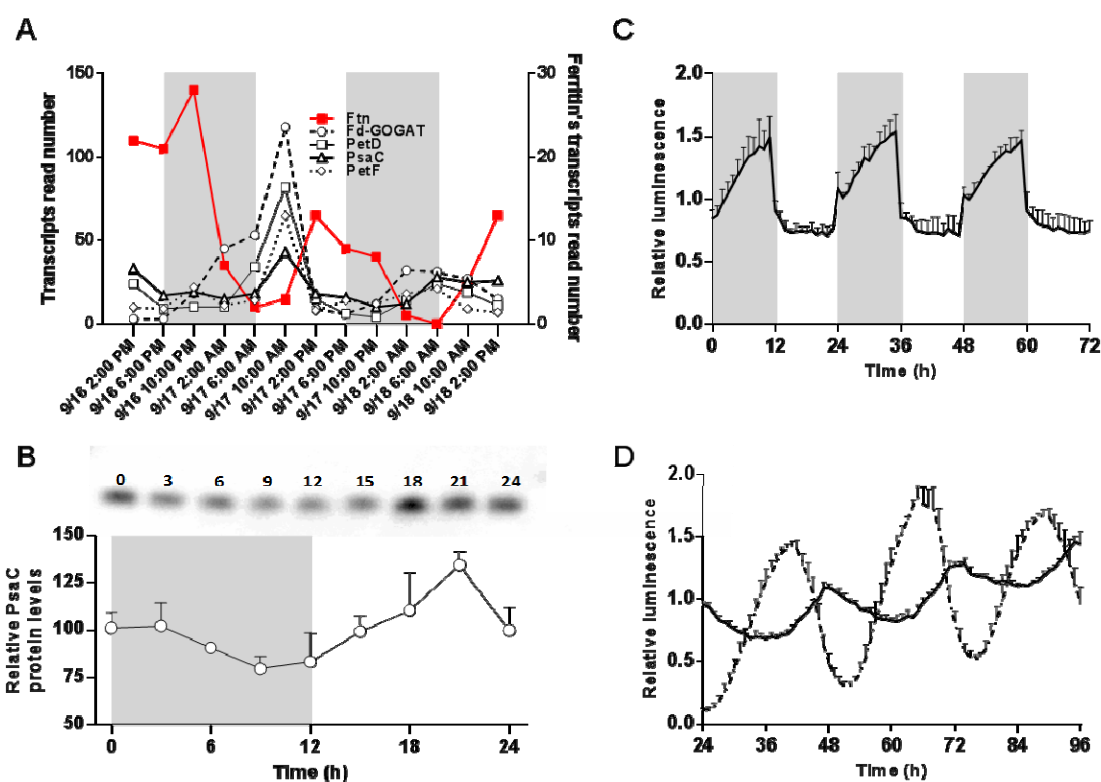 A
150
100
50
0
Transcripts read number
30
20
10
0
Ferritin's transcripts read number
Ftn
Fd-GOGAT
PetD
PsaC
PetF
9/16 2:00 PM
9/16 6:00 PM
9/16 10:00 PM
9/17 2:00 AM
9/17 6:00 AM
9/17 10:00 AM
9/17 2:00 PM
9/17 6:00 PM
9/17 10:00 PM
9/18 2:00 AM
9/18 6:00 AM
9/18 10:00 AM
9/18 2:00 PM
B
0 3 6 9 12 15 18 21 24
150
125
100
75
50
Relative PsaC
protein levels
0 6 12 18 24
Time (h)
C
2.0
1.5
1.0
0.5
0.0
Relative luminescence
0 12 24 36 48 60 72
Time (h)
D
2.0
1.5
1.0
0.5
0.0
Relative luminescence
24 36 48 60 72 84 96
Time (h)